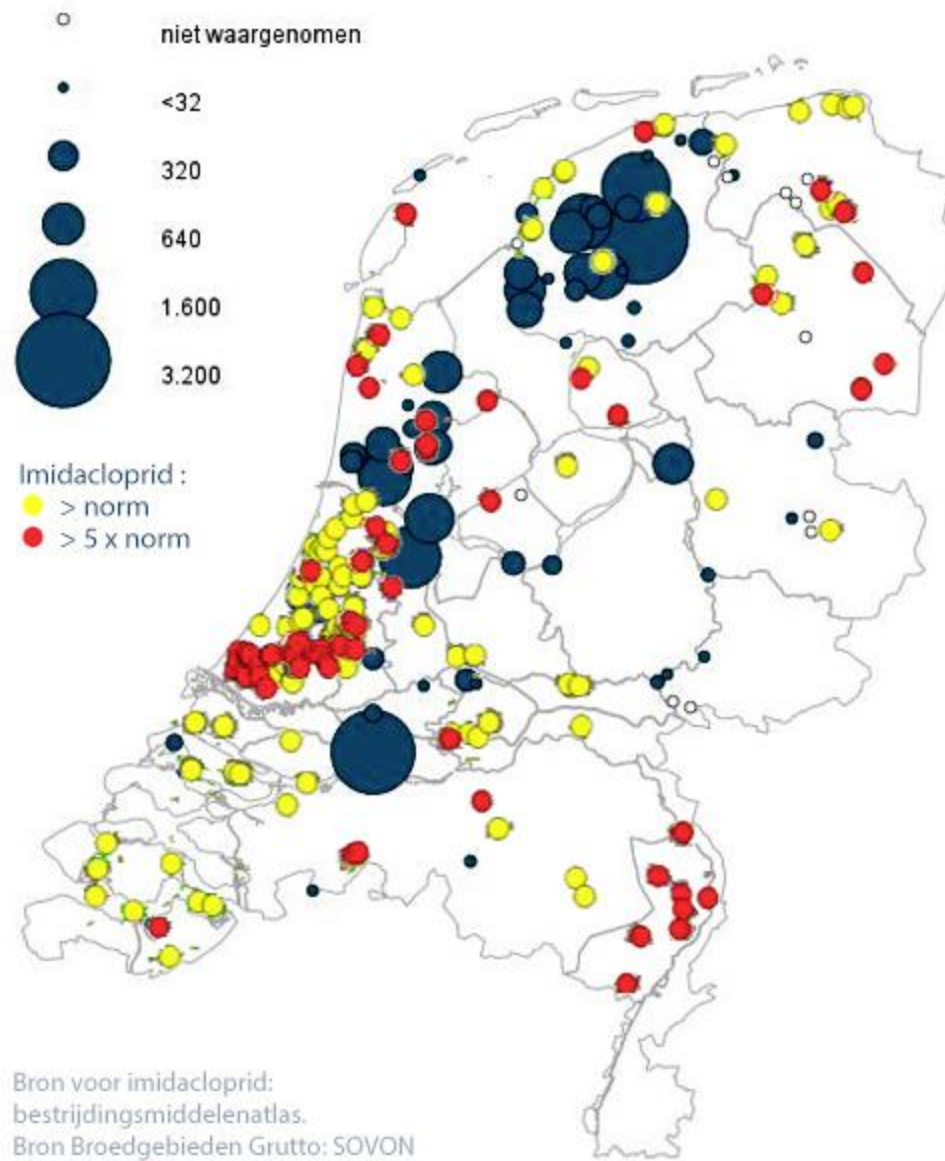 niet waargenomen
<32
320
640
1.600
3.200
Imidacloprid :
> norm
> 5 x norm
Bron voor imidacloprid:
bestrijdingsmiddelenatlas.
Bron Broedgebieden Grutto: SOVON